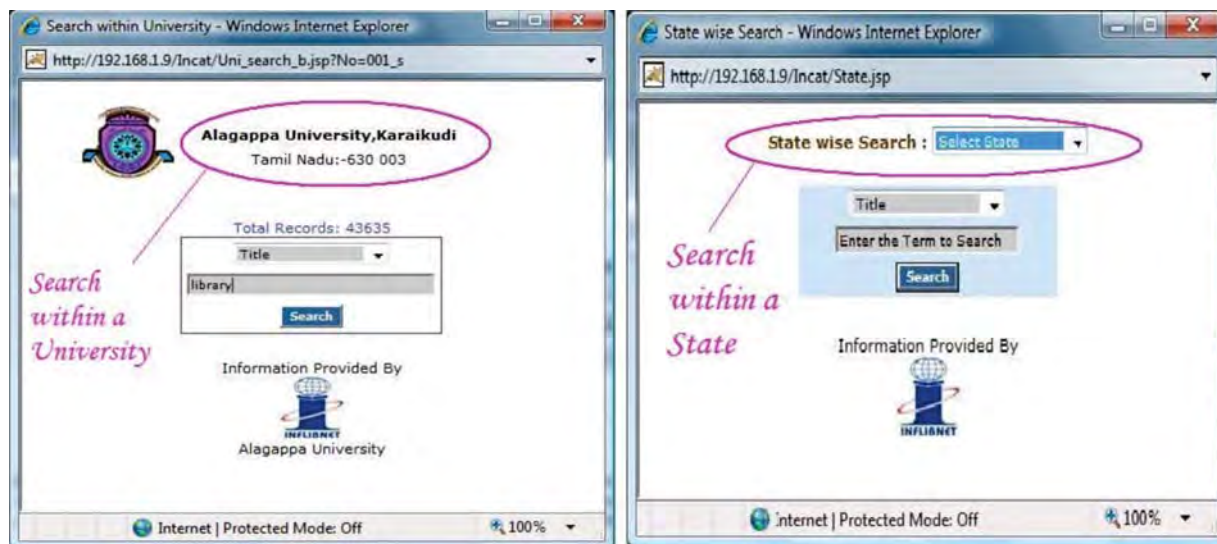 Search within University - Windows Internet Explorer
http://192.168.1.9/Incat/Uni_search_b.jsp?No=001_s
Alagappa University,Karaikudi
Tamil Nadu:-630 003
Total Records: 43635
Title
library
Search
Search
within a
University
Information Provided By
INFLIBNET
Alagappa University
Internet | Protected Mode: Off
100%
State wise Search - Windows Internet Explorer
http://192.168.1.9/Incat/State.jsp
State wise Search : Select State
Title
Enter the Term to Search
Search
Search
within a
State
Information Provided By
INFLIBNET
Internet | Protected Mode: Off
100%